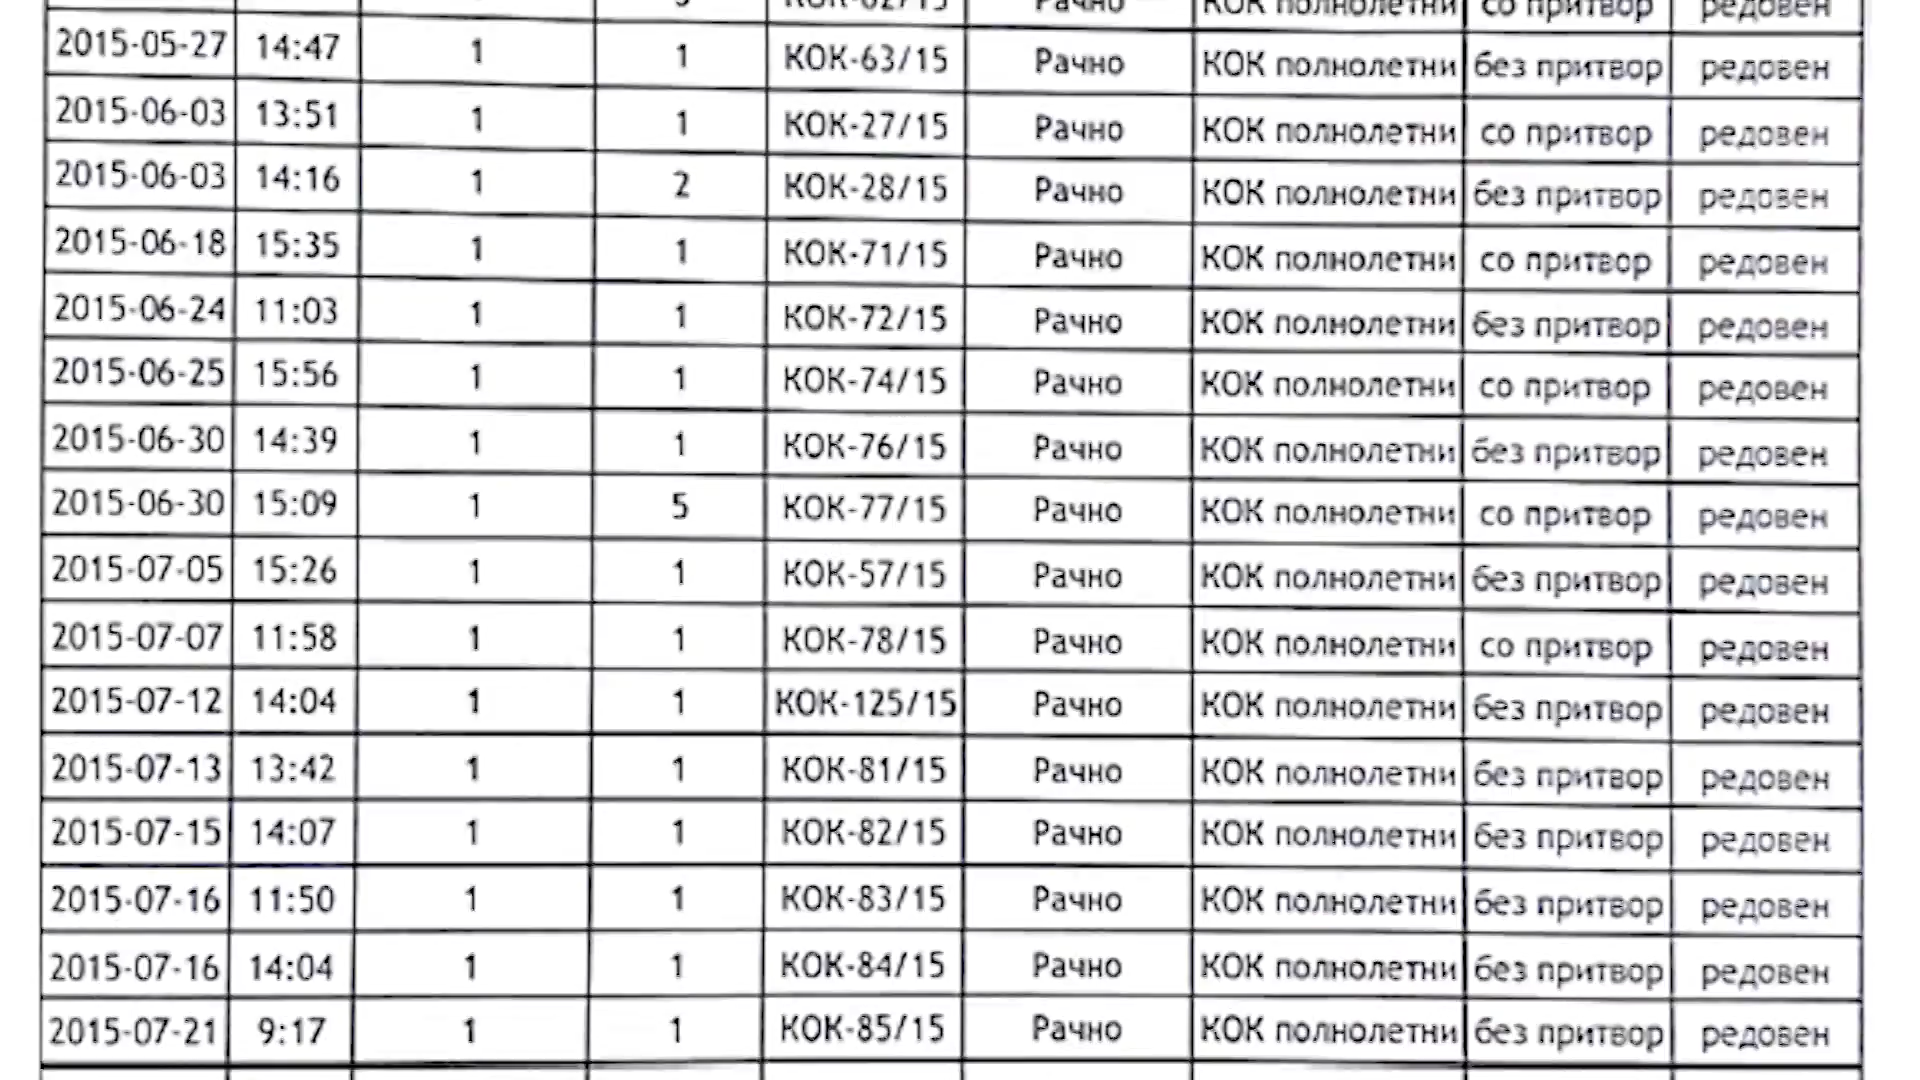 КОК-62/15 Рачно КОК полнолетни со притвор редовен
2015-05-27 14:47 1 1 КОК-63/15 Рачно КОК полнолетни без притвор редовен
2015-06-03 13:51 1 1 КОК-27/15 Рачно КОК полнолетни со притвор редовен
2015-06-03 14:16 1 2 КОК-28/15 Рачно КОК полнолетни без притвор редовен
2015-06-18 15:35 1 1 КОК-71/15 Рачно КОК полнолетни со притвор редовен
2015-06-24 11:03 1 1 КОК-72/15 Рачно КОК полнолетни без притвор редовен
2015-06-25 15:56 1 1 КОК-74/15 Рачно КОК полнолетни со притвор редовен
2015-06-30 14:39 1 1 КОК-76/15 Рачно КОК полнолетни без притвор редовен
2015-06-30 15:09 1 5 КОК-77/15 Рачно КОК полнолетни со притвор редовен
2015-07-05 15:26 1 1 КОК-57/15 Рачно КОК полнолетни без притвор редовен
2015-07-07 11:58 1 1 КОК-78/15 Рачно КОК полнолетни со притвор редовен
2015-07-12 14:04 1 1 КОК-125/15 Рачно КОК полнолетни без притвор редовен
2015-07-13 13:42 1 1 КОК-81/15 Рачно КОК полнолетни без притвор редовен
2015-07-15 14:07 1 1 КОК-82/15 Рачно КОК полнолетни без притвор редовен
2015-07-16 11:50 1 1 КОК-83/15 Рачно КОК полнолетни без притвор редовен
2015-07-16 14:04 1 1 КОК-84/15 Рачно КОК полнолетни без притвор редовен
2015-07-21 9:17 1 1 КОК-85/15 Рачно КОК полнолетни без притвор редовен